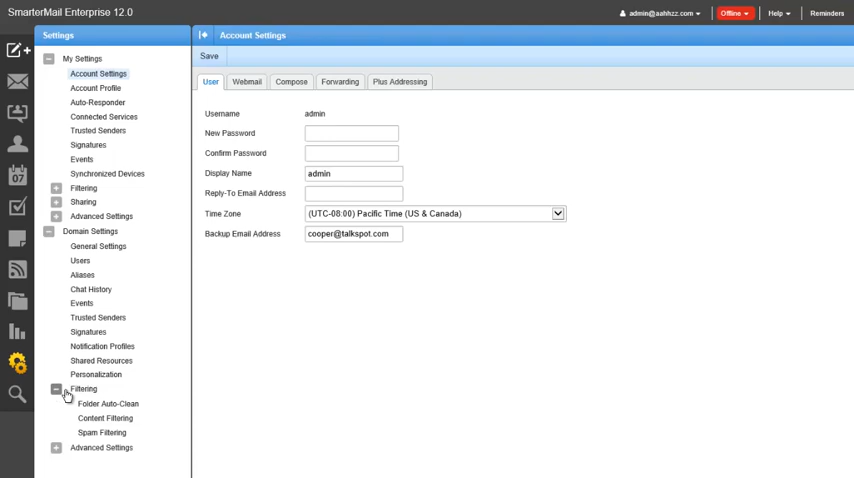 SmarterMail Enterprise 12.0
admin@aahhzz.com
Offline
Help
Reminders
Settings
Account Settings
My Settings
Account Settings
Account Profile
Auto-Responder
Connected Services
Trusted Senders
Signatures
Events
Synchronized Devices
Filtering
Sharing
Advanced Settings
Domain Settings
General Settings
Users
Aliases
Chat History
Events
Trusted Senders
Signatures
Notification Profiles
Shared Resources
Personalization
Filtering
Folder Auto-Clean
Content Filtering
Spam Filtering
Advanced Settings
07
Save
User Webmail Compose Forwarding Plus Addressing
Username admin
New Password
Confirm Password
Display Name admin
Reply-To Email Address
Time Zone (UTC-08:00) Pacific Time (US & Canada)
Backup Email Address cooper@talkspot.com